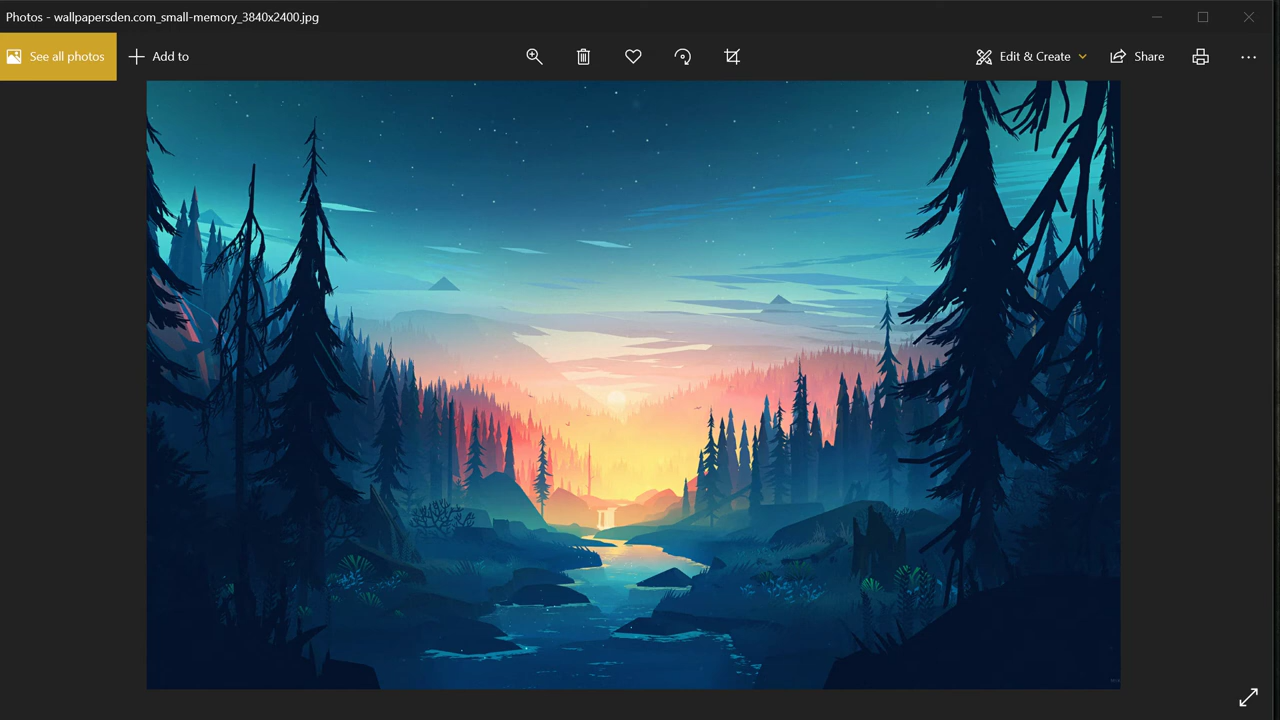 Photos - wallpapersden.com_small-memory_3840x2400.jpg
See all photos
Add to
Edit & Create
Share